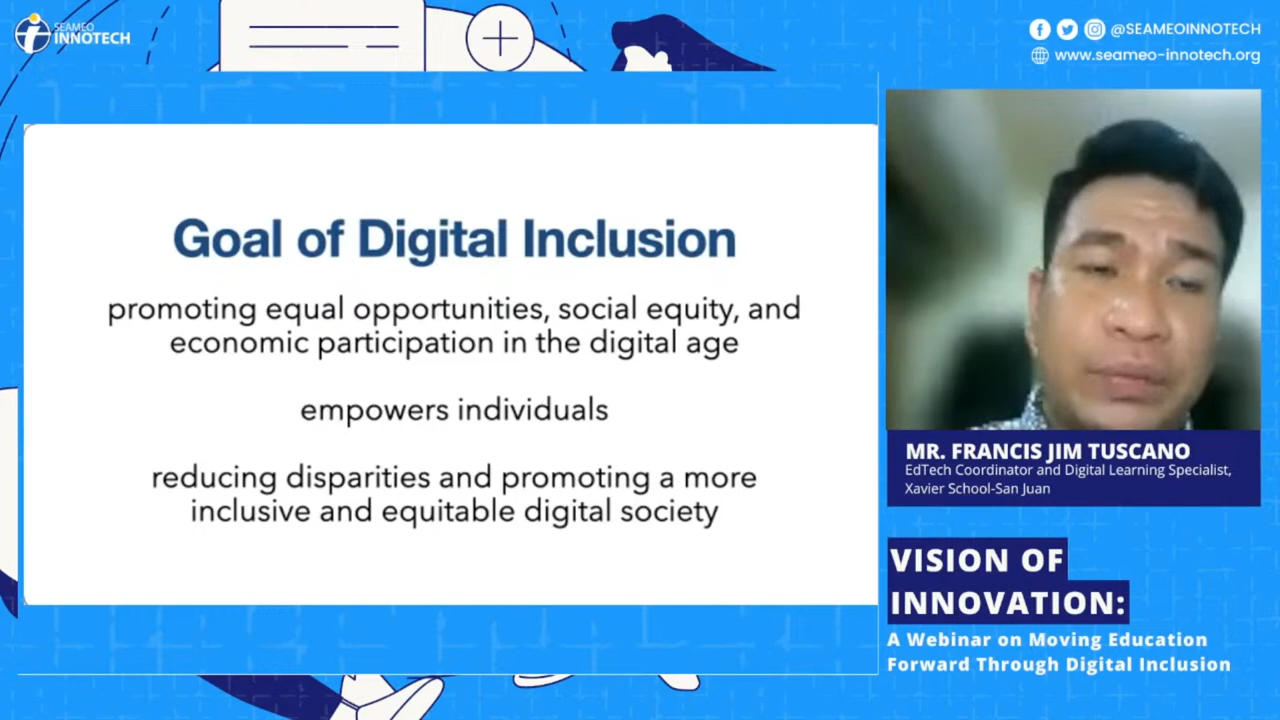 SEAMEO
INNOTECH
@SEAMEOINNOTECH
www.seameo-innotech.org
Goal of Digital Inclusion
promoting equal opportunities, social equity, and
economic participation in the digital age
empowers individuals
reducing disparities and promoting a more
inclusive and equitable digital society
MR. FRANCIS JIM TUSCANO
EdTech Coordinator and Digital Learning Specialist,
Xavier School-San Juan
VISION OF
INNOVATION:
A Webinar on Moving Education
Forward Through Digital Inclusion